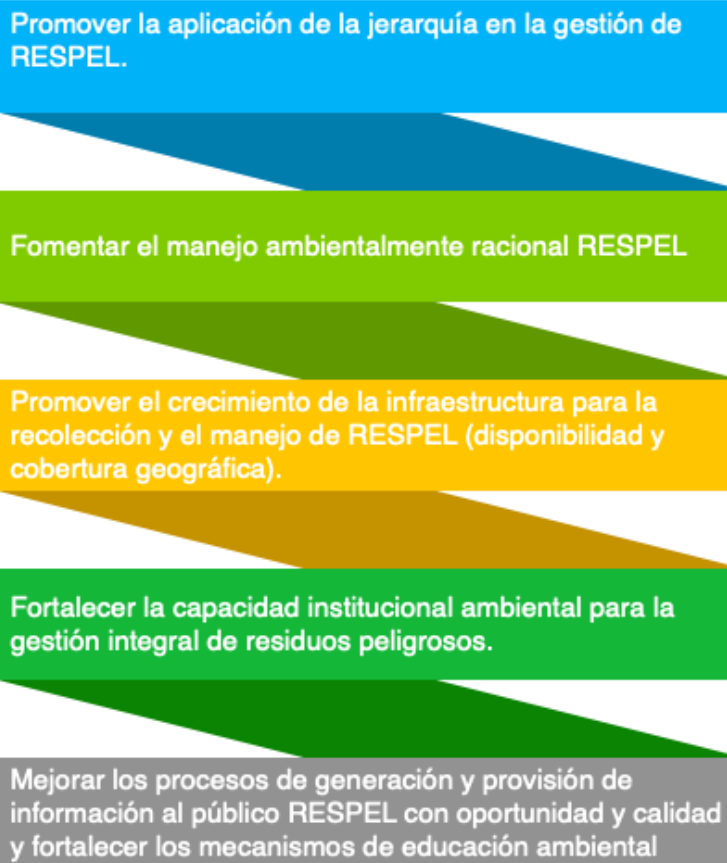 Promover la aplicación de la jerarquía en la gestión de
RESPEL.
Fomentar el manejo ambientalmente racional RESPEL
Promover el crecimiento de la infraestructura para la
recolección y el manejo de RESPEL (disponibilidad y
cobertura geográfica).
Fortalecer la capacidad institucional ambiental para la
gestión integral de residuos peligrosos.
Mejorar los procesos de generación y provisión de
información al público RESPEL con oportunidad y calidad
y fortalecer los mecanismos de educación ambiental